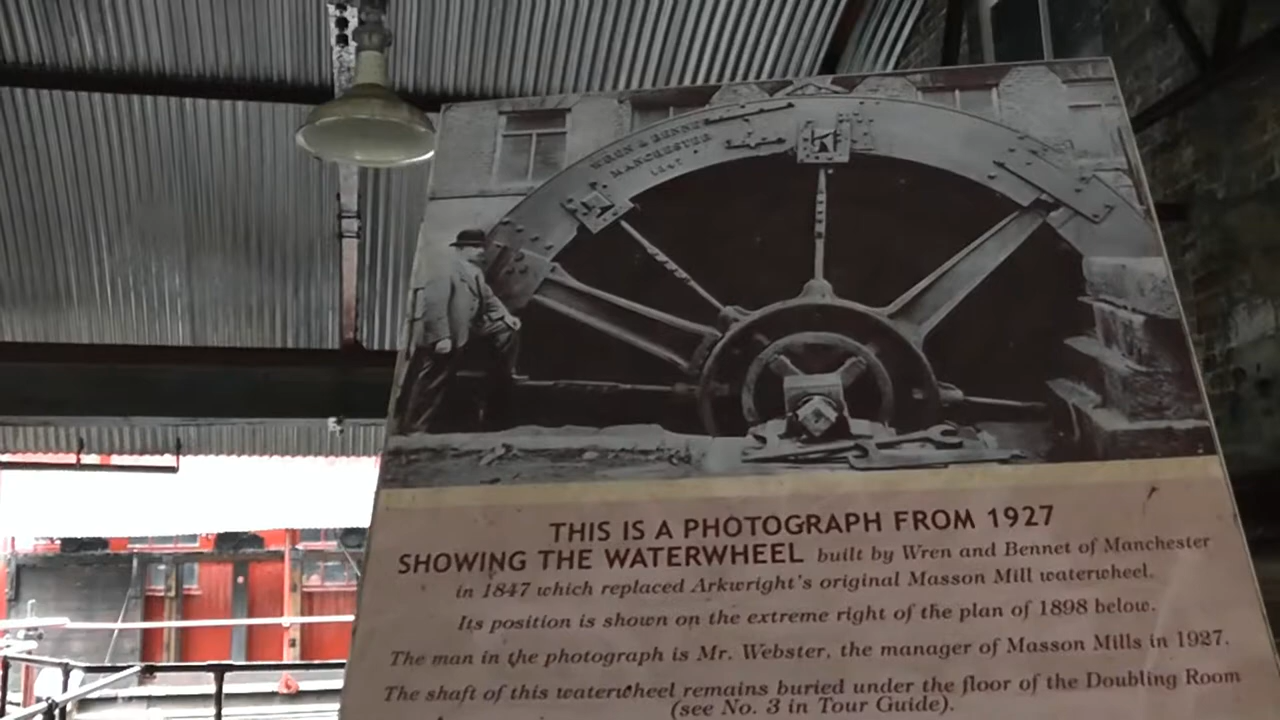 WREN & BENNET
MANCHESTER
1847
THIS IS A PHOTOGRAPH FROM 1927
SHOWING THE WATERWHEEL built by Wren and Bennet of Manchester
in 1847 which replaced Arkwright's original Masson Mill waterwheel.
Its position is shown on the extreme right of the plan of 1898 below.
The man in the photograph is Mr. Webster, the manager of Masson Mills in 1927.
The shaft of this waterwheel remains buried under the floor of the Doubling Room
(see No. 3 in Tour Guide).